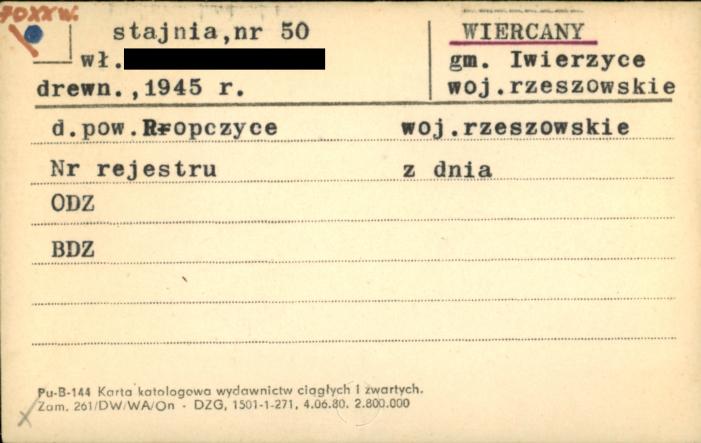 40XXw.
stajnia,nr 50
WIERCANY
wł.
gm. Iwierzyce
drewn.,1945 r.
woj.rzeszowskie
d.pow.Ropczyce
woj.rzeszowskie
Nr rejestru
z dnia
ODZ
BDZ
Pu-B-144 Karta katologowa wydawnictw ciągłych i zwartych.
Zam. 261/DW/WA/On - DZG, 1501-1-271, 4.06.80. 2.800.000